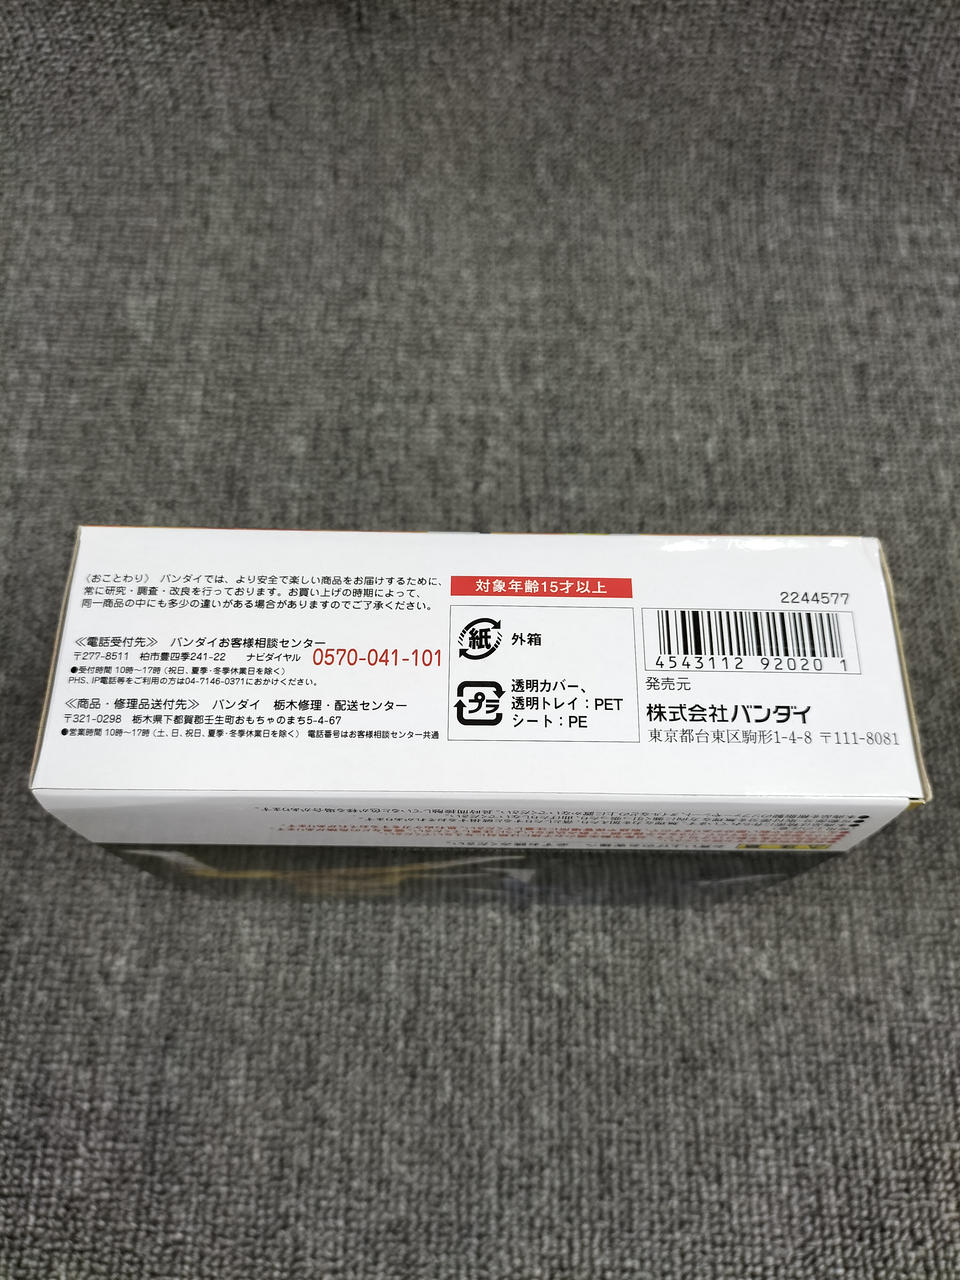 〈おことわり〉 バンダイでは、より安全で楽しい商品をお届けするために、
常に研究・調査・改良を行っております。お買い上げの時期によって、
同一商品の中にも多少の違いがある場合がありますのでご了承ください。
≪電話受付先≫ バンダイお客様相談センター
〒277-8511 柏市豊四季241-22 ナビダイヤル 0570-041-101
●受付時間 10時〜17時(祝日、夏季・冬季休業日を除く)
PHS、IP電話等をご利用の方は04-7146-0371におかけください。
≪商品・修理品送付先≫ バンダイ 栃木修理・配送センター
〒321-0298 栃木県下都賀郡壬生町おもちゃのまち5-4-67
●営業時間 10時〜17時(土、日、祝日、夏季・冬季休業日を除く) 電話番号はお客様相談センター共通
対象年齢15才以上
紙 外箱
プラ 透明カバー、
透明トレイ:PET
シート:PE
2244577
4543112 92020 1
発売元
株式会社バンダイ
東京都台東区駒形1-4-8 〒111-8081
必ずお読みください。